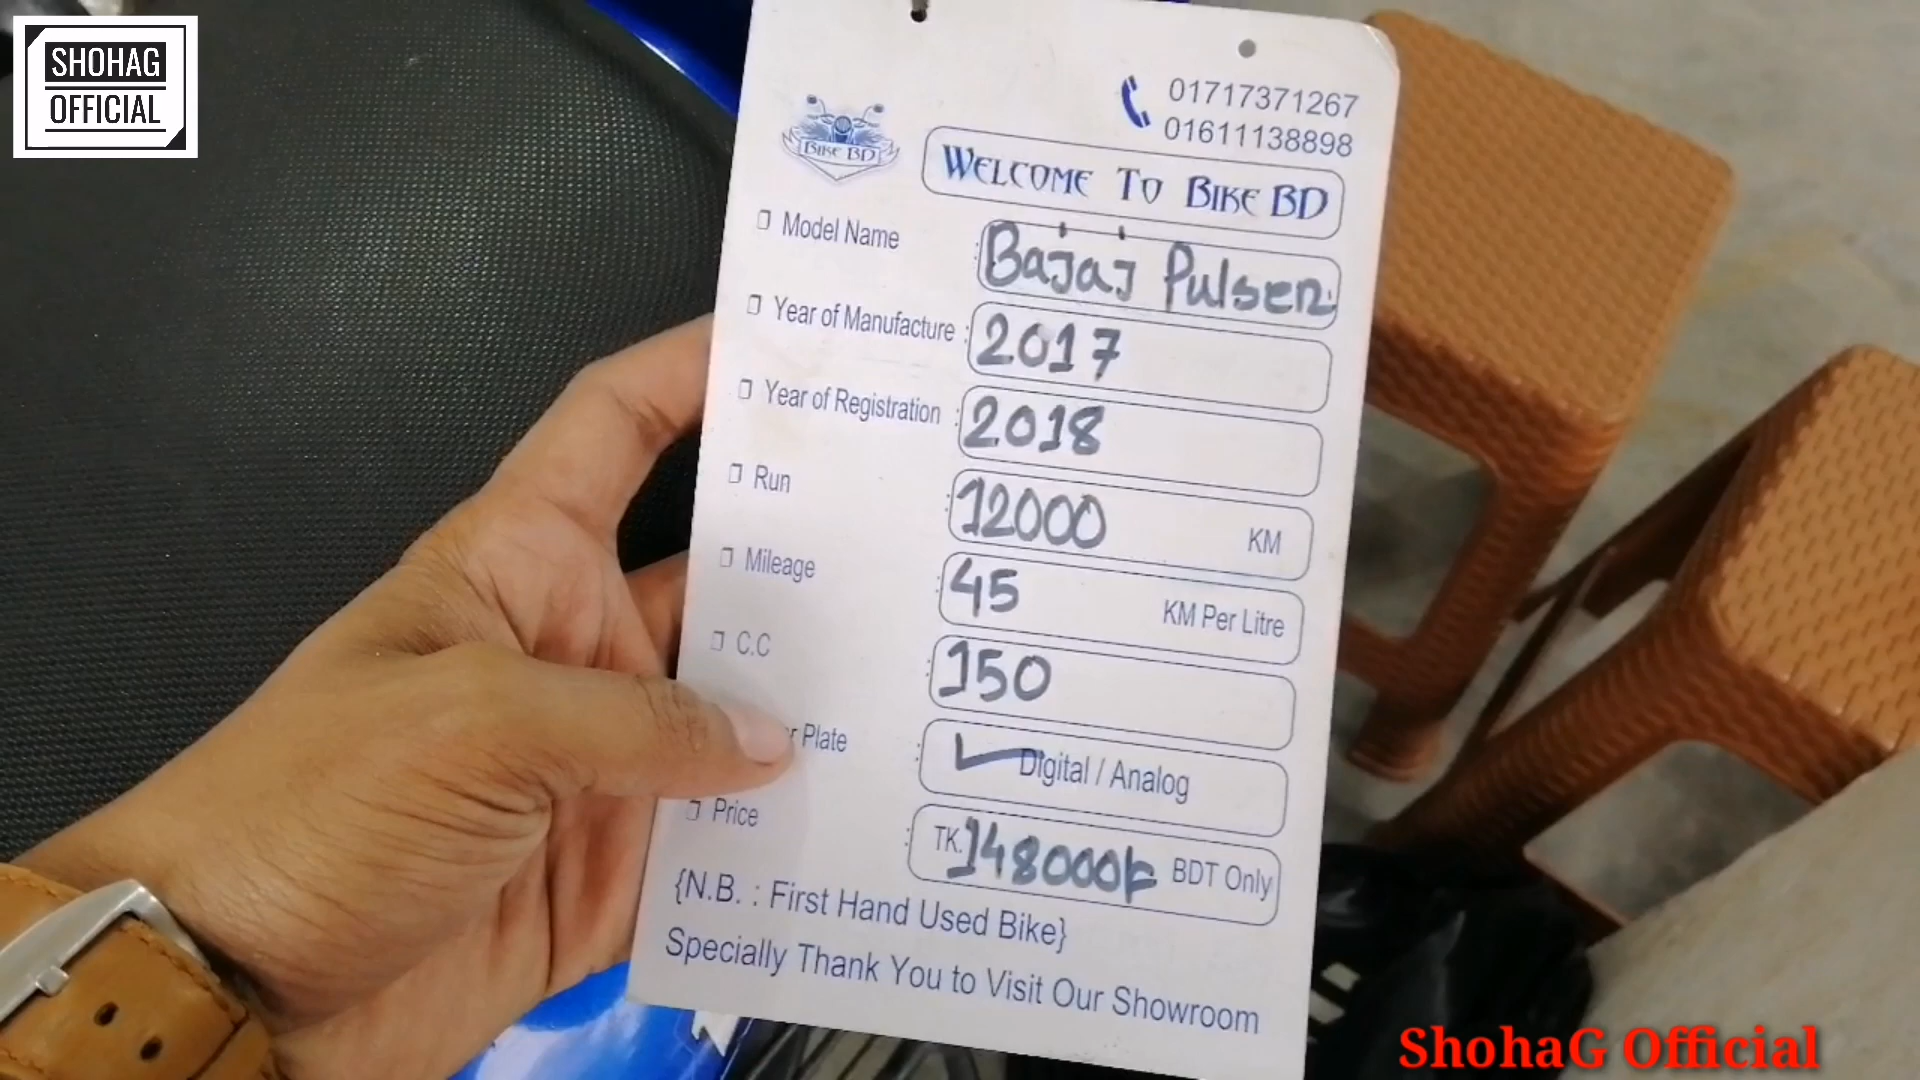 SHOHAG
OFFICIAL
01717371267
01611138898
BIKE BD
WELCOME TO BIKE BD
Model Name : Bajaj Pulser
Year of Manufacture : 2017
Year of Registration : 2018
Run : 12000 KM
Mileage : 45 KM Per Litre
C.C : 150
r Plate : Digital / Analog
Price : TK. 148000/= BDT Only
{N.B. : First Hand Used Bike}
Specially Thank You to Visit Our Showroom
ShohaG Official